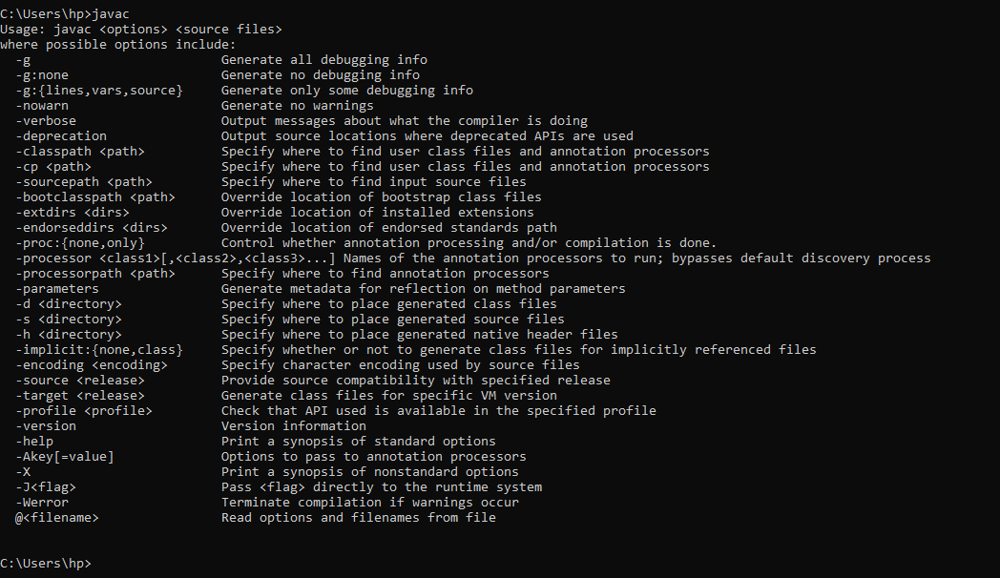 C:\Users\hp>javac
Usage: javac <options> <source files>
where possible options include:
  -g                         Generate all debugging info
  -g:none                    Generate no debugging info
  -g:{lines,vars,source}     Generate only some debugging info
  -nowarn                    Generate no warnings
  -verbose                   Output messages about what the compiler is doing
  -deprecation               Output source locations where deprecated APIs are used
  -classpath <path>          Specify where to find user class files and annotation processors
  -cp <path>                 Specify where to find user class files and annotation processors
  -sourcepath <path>         Specify where to find input source files
  -bootclasspath <path>      Override location of bootstrap class files
  -extdirs <dirs>            Override location of installed extensions
  -endorseddirs <dirs>       Override location of endorsed standards path
  -proc:{none,only}          Control whether annotation processing and/or compilation is done.
  -processor <class1>[,<class2>,<class3>...] Names of the annotation processors to run; bypasses default discovery process
  -processorpath <path>      Specify where to find annotation processors
  -parameters                Generate metadata for reflection on method parameters
  -d <directory>             Specify where to place generated class files
  -s <directory>             Specify where to place generated source files
  -h <directory>             Specify where to place generated native header files
  -implicit:{none,class}     Specify whether or not to generate class files for implicitly referenced files
  -encoding <encoding>       Specify character encoding used by source files
  -source <release>          Provide source compatibility with specified release
  -target <release>          Generate class files for specific VM version
  -profile <profile>         Check that API used is available in the specified profile
  -version                   Version information
  -help                      Print a synopsis of standard options
  -Akey[=value]              Options to pass to annotation processors
  -X                         Print a synopsis of nonstandard options
  -J<flag>                   Pass <flag> directly to the runtime system
  -Werror                    Terminate compilation if warnings occur
  @<filename>                Read options and filenames from file
C:\Users\hp>